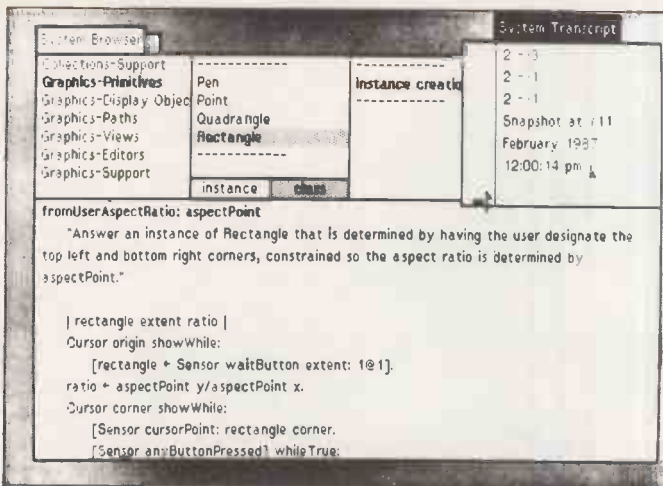 System Browser
System Transcript
Collections-Support
Graphics-Primitives
Graphics-Display Objec
Graphics-Paths
Graphics-Views
Graphics-Editors
Graphics-Support
------------
Pen
Point
Quadrangle
Rectangle
------------
instance
class
------------
instance creatio
------------
Snapshot at
February 1987
12:00:14 pm
fromUserAspectRatio: aspectPoint
"Answer an instance of Rectangle that is determined by having the user designate the
top left and bottom right corners, constrained so the aspect ratio is determined by
aspectPoint."
| rectangle extent ratio |
Cursor origin showWhile:
[rectangle ← Sensor waitButton extent: 1@1].
ratio ← aspectPoint y/aspectPoint x.
Cursor corner showWhile:
[Sensor cursorPoint: rectangle corner.
[Sensor anyButtonPressed] whileTrue: